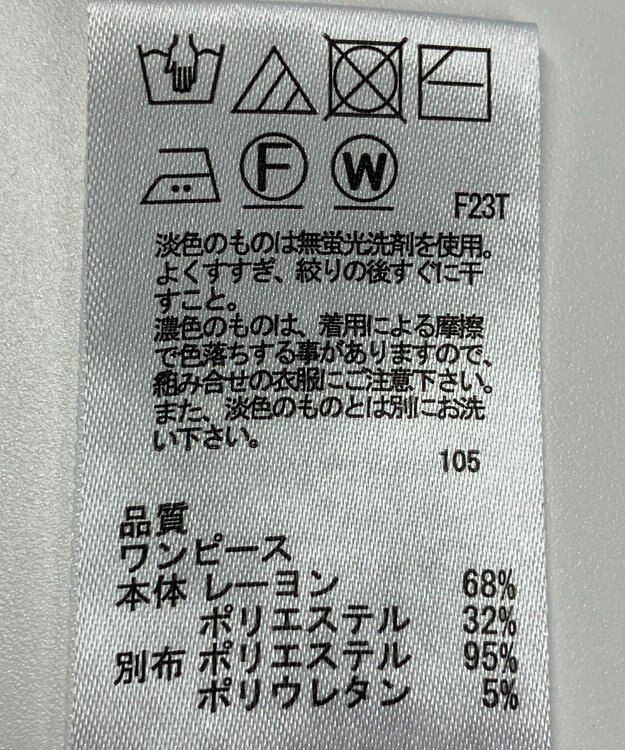 F
W
F23T
淡色のものは無蛍光洗剤を使用。
よくすすぎ、絞りの後すぐに干
すこと。
濃色のものは、着用による摩擦
で色落ちする事がありますので、
組み合せの衣服にご注意下さい。
また、淡色のものとは別にお洗
い下さい。
105
品質
ワンピース
本体 レーヨン 68%
ポリエステル 32%
別布 ポリエステル 95%
ポリウレタン 5%